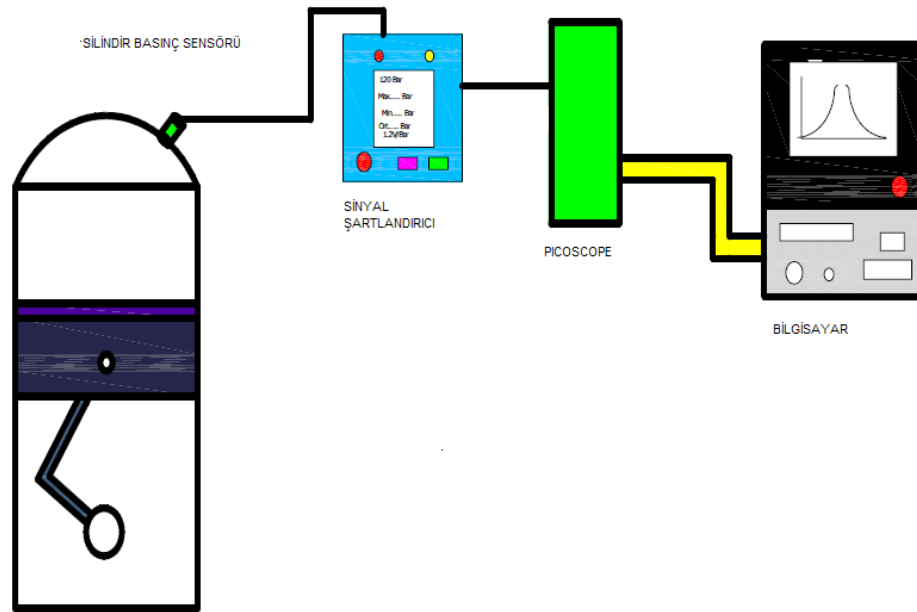 SİLİNDİR BASINÇ SENSÖRÜ
120 Bar
Max..... Bar
Min..... Bar
Ort..... Bar
1.2V/Bar
SİNYAL
ŞARTLANDIRICI
PICOSCOPE
BİLGİSAYAR